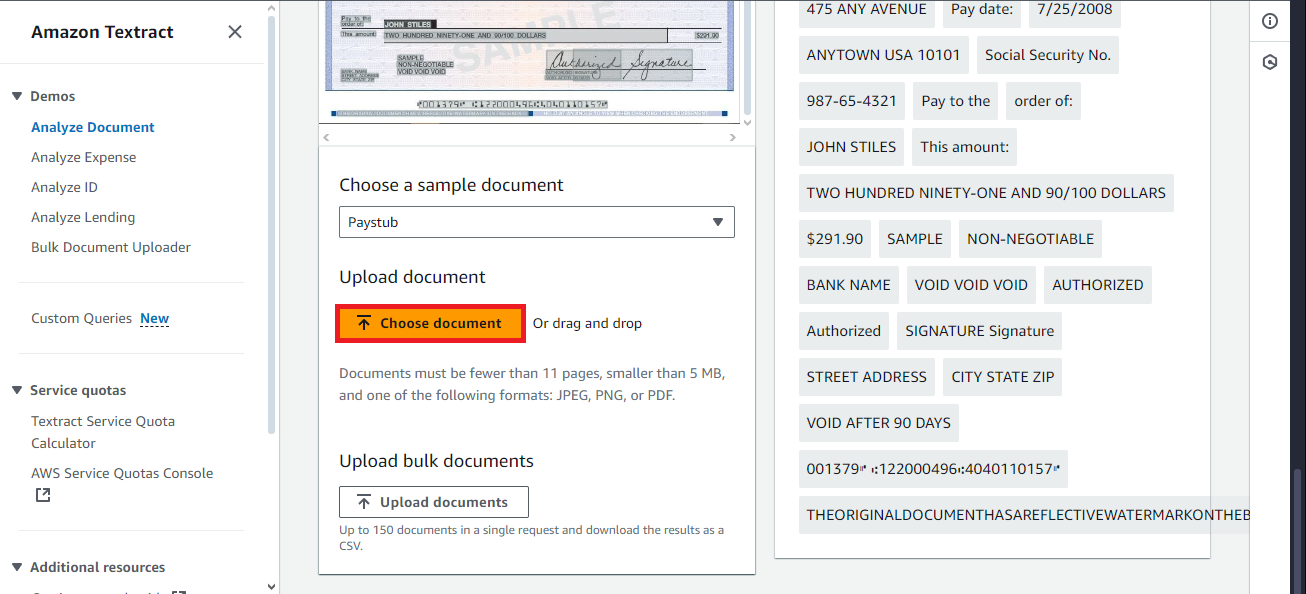 Amazon Textract
Demos
Analyze Document
Analyze Expense
Analyze ID
Analyze Lending
Bulk Document Uploader
Custom Queries New
Service quotas
Textract Service Quota
Calculator
AWS Service Quotas Console
Additional resources
SAMPLE
Pay to the
order of:
JOHN STILES
This amount:
TWO HUNDRED NINETY-ONE AND 90/100 DOLLARS
$291.90
SAMPLE
NON-NEGOTIABLE
VOID VOID VOID
BANK NAME
STREET ADDRESS
CITY STATE ZIP
Authorized Signature
AUTHORIZED SIGNATURE
⑈001379⑈ ⑆122000496⑆4040110157⑈
Choose a sample document
Paystub
Upload document
Choose document Or drag and drop
Documents must be fewer than 11 pages, smaller than 5 MB,
and one of the following formats: JPEG, PNG, or PDF.
Upload bulk documents
Upload documents
Up to 150 documents in a single request and download the results as a
CSV.
475 ANY AVENUE Pay date: 7/25/2008
ANYTOWN USA 10101 Social Security No.
987-65-4321 Pay to the order of:
JOHN STILES This amount:
TWO HUNDRED NINETY-ONE AND 90/100 DOLLARS
$291.90 SAMPLE NON-NEGOTIABLE
BANK NAME VOID VOID VOID AUTHORIZED
Authorized SIGNATURE Signature
STREET ADDRESS CITY STATE ZIP
VOID AFTER 90 DAYS
001379⑈ ⑆122000496⑆4040110157⑈
THEORIGINALDOCUMENTHASAREFLECTIVEWATERMARKONTHEB